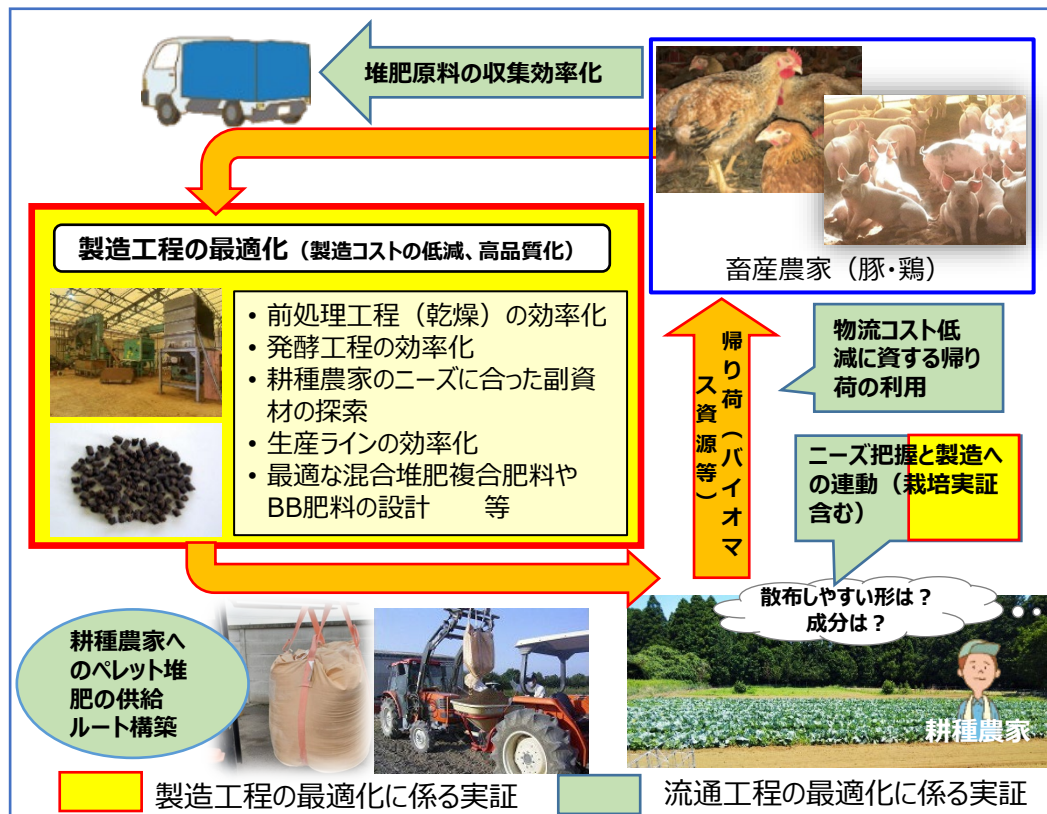 堆肥原料の収集効率化
畜産農家（豚・鶏）
製造工程の最適化（製造コストの低減、高品質化）
• 前処理工程（乾燥）の効率化
• 発酵工程の効率化
• 耕種農家のニーズに合った副資
材の探索
• 生産ラインの効率化
• 最適な混合堆肥複合肥料や
BB肥料の設計　　等
帰り荷（バイオマ
ス資源等）
物流コスト低
減に資する帰り
荷の利用
ニーズ把握と製造へ
の連動（栽培実証
含む）
散布しやすい形は？
成分は？
耕種農家
耕種農家へ
のペレット堆
肥の供給
ルート構築
製造工程の最適化に係る実証
流通工程の最適化に係る実証